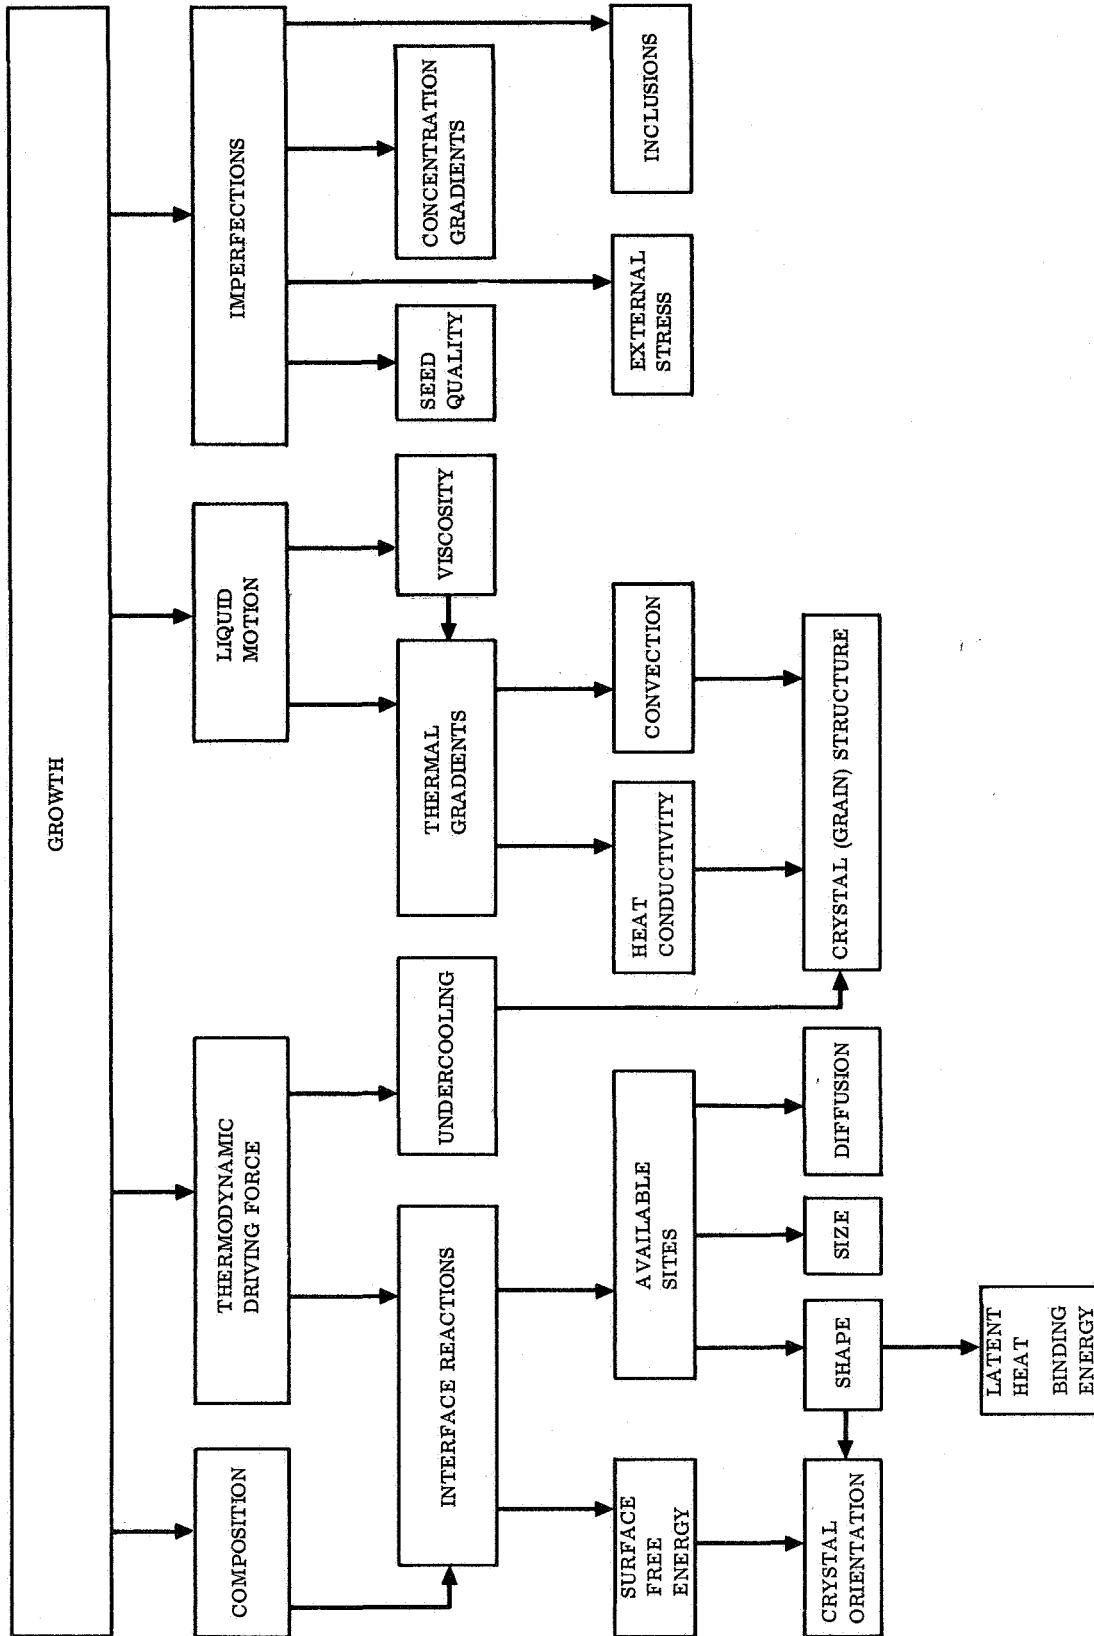 GROWTH
COMPOSITION
THERMODYNAMIC
DRIVING FORCE
LIQUID
MOTION
IMPERFECTIONS
INTERFACE REACTIONS
UNDERCOOLING
THERMAL
GRADIENTS
VISCOSITY
SEED
QUALITY
CONCENTRATION
GRADIENTS
SURFACE
FREE
ENERGY
AVAILABLE
SITES
HEAT
CONDUCTIVITY
CONVECTION
EXTERNAL
STRESS
INCLUSIONS
CRYSTAL
ORIENTATION
SHAPE
SIZE
DIFFUSION
CRYSTAL (GRAIN) STRUCTURE
LATENT
HEAT
BINDING
ENERGY